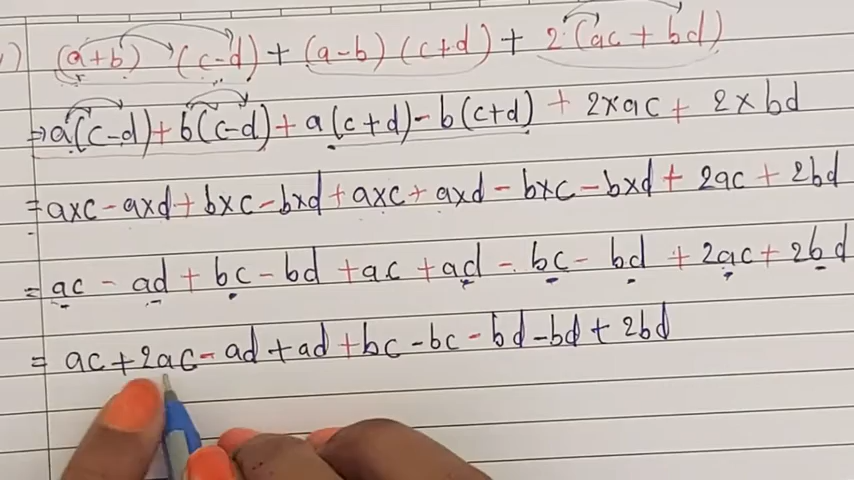 ) (a+b) (c-d) + (a-b) (c+d) + 2 (ac + bd)
⇒ a(c-d)+b(c-d)+a(c+d)-b(c+d) + 2×ac + 2×bd
= a×c - a×d + b×c - b×d + a×c + a×d - b×c - b×d + 2ac + 2bd
= ac - ad + bc - bd + ac + ad - bc - bd + 2ac + 2bd
= ac + 2ac - ad + ad + bc - bc - bd - bd + 2bd